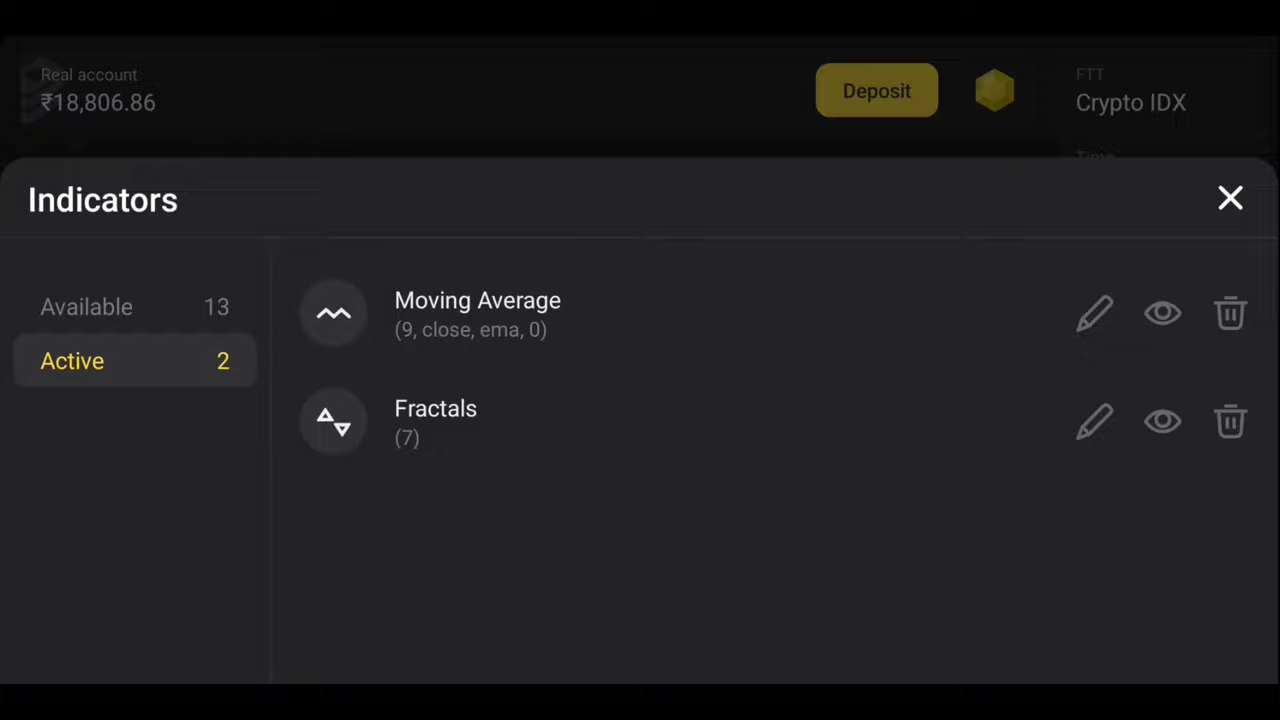 Real account
₹18,806.86
Deposit
FTT
Crypto IDX
Time
Indicators
Available 13
Active 2
Moving Average
(9, close, ema, 0)
Fractals
(7)